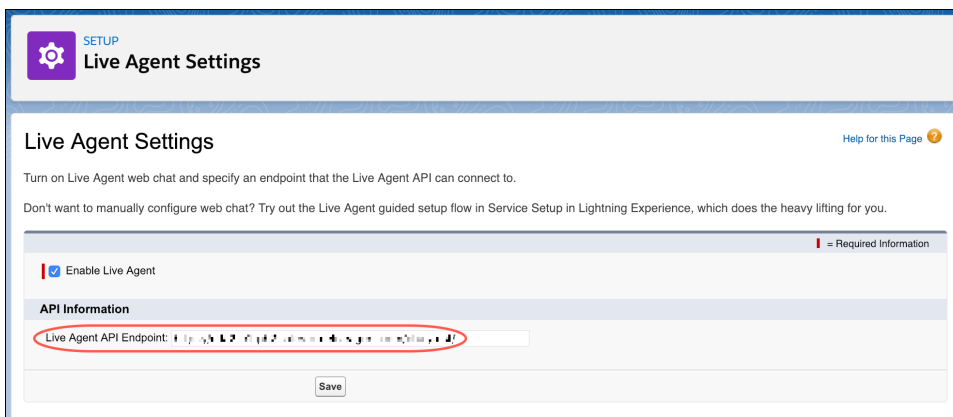 SETUP
Live Agent Settings
Live Agent Settings
Help for this Page ?
Turn on Live Agent web chat and specify an endpoint that the Live Agent API can connect to.
Don't want to manually configure web chat? Try out the Live Agent guided setup flow in Service Setup in Lightning Experience, which does the heavy lifting for you.
= Required Information
Enable Live Agent
API Information
Live Agent API Endpoint:
Save